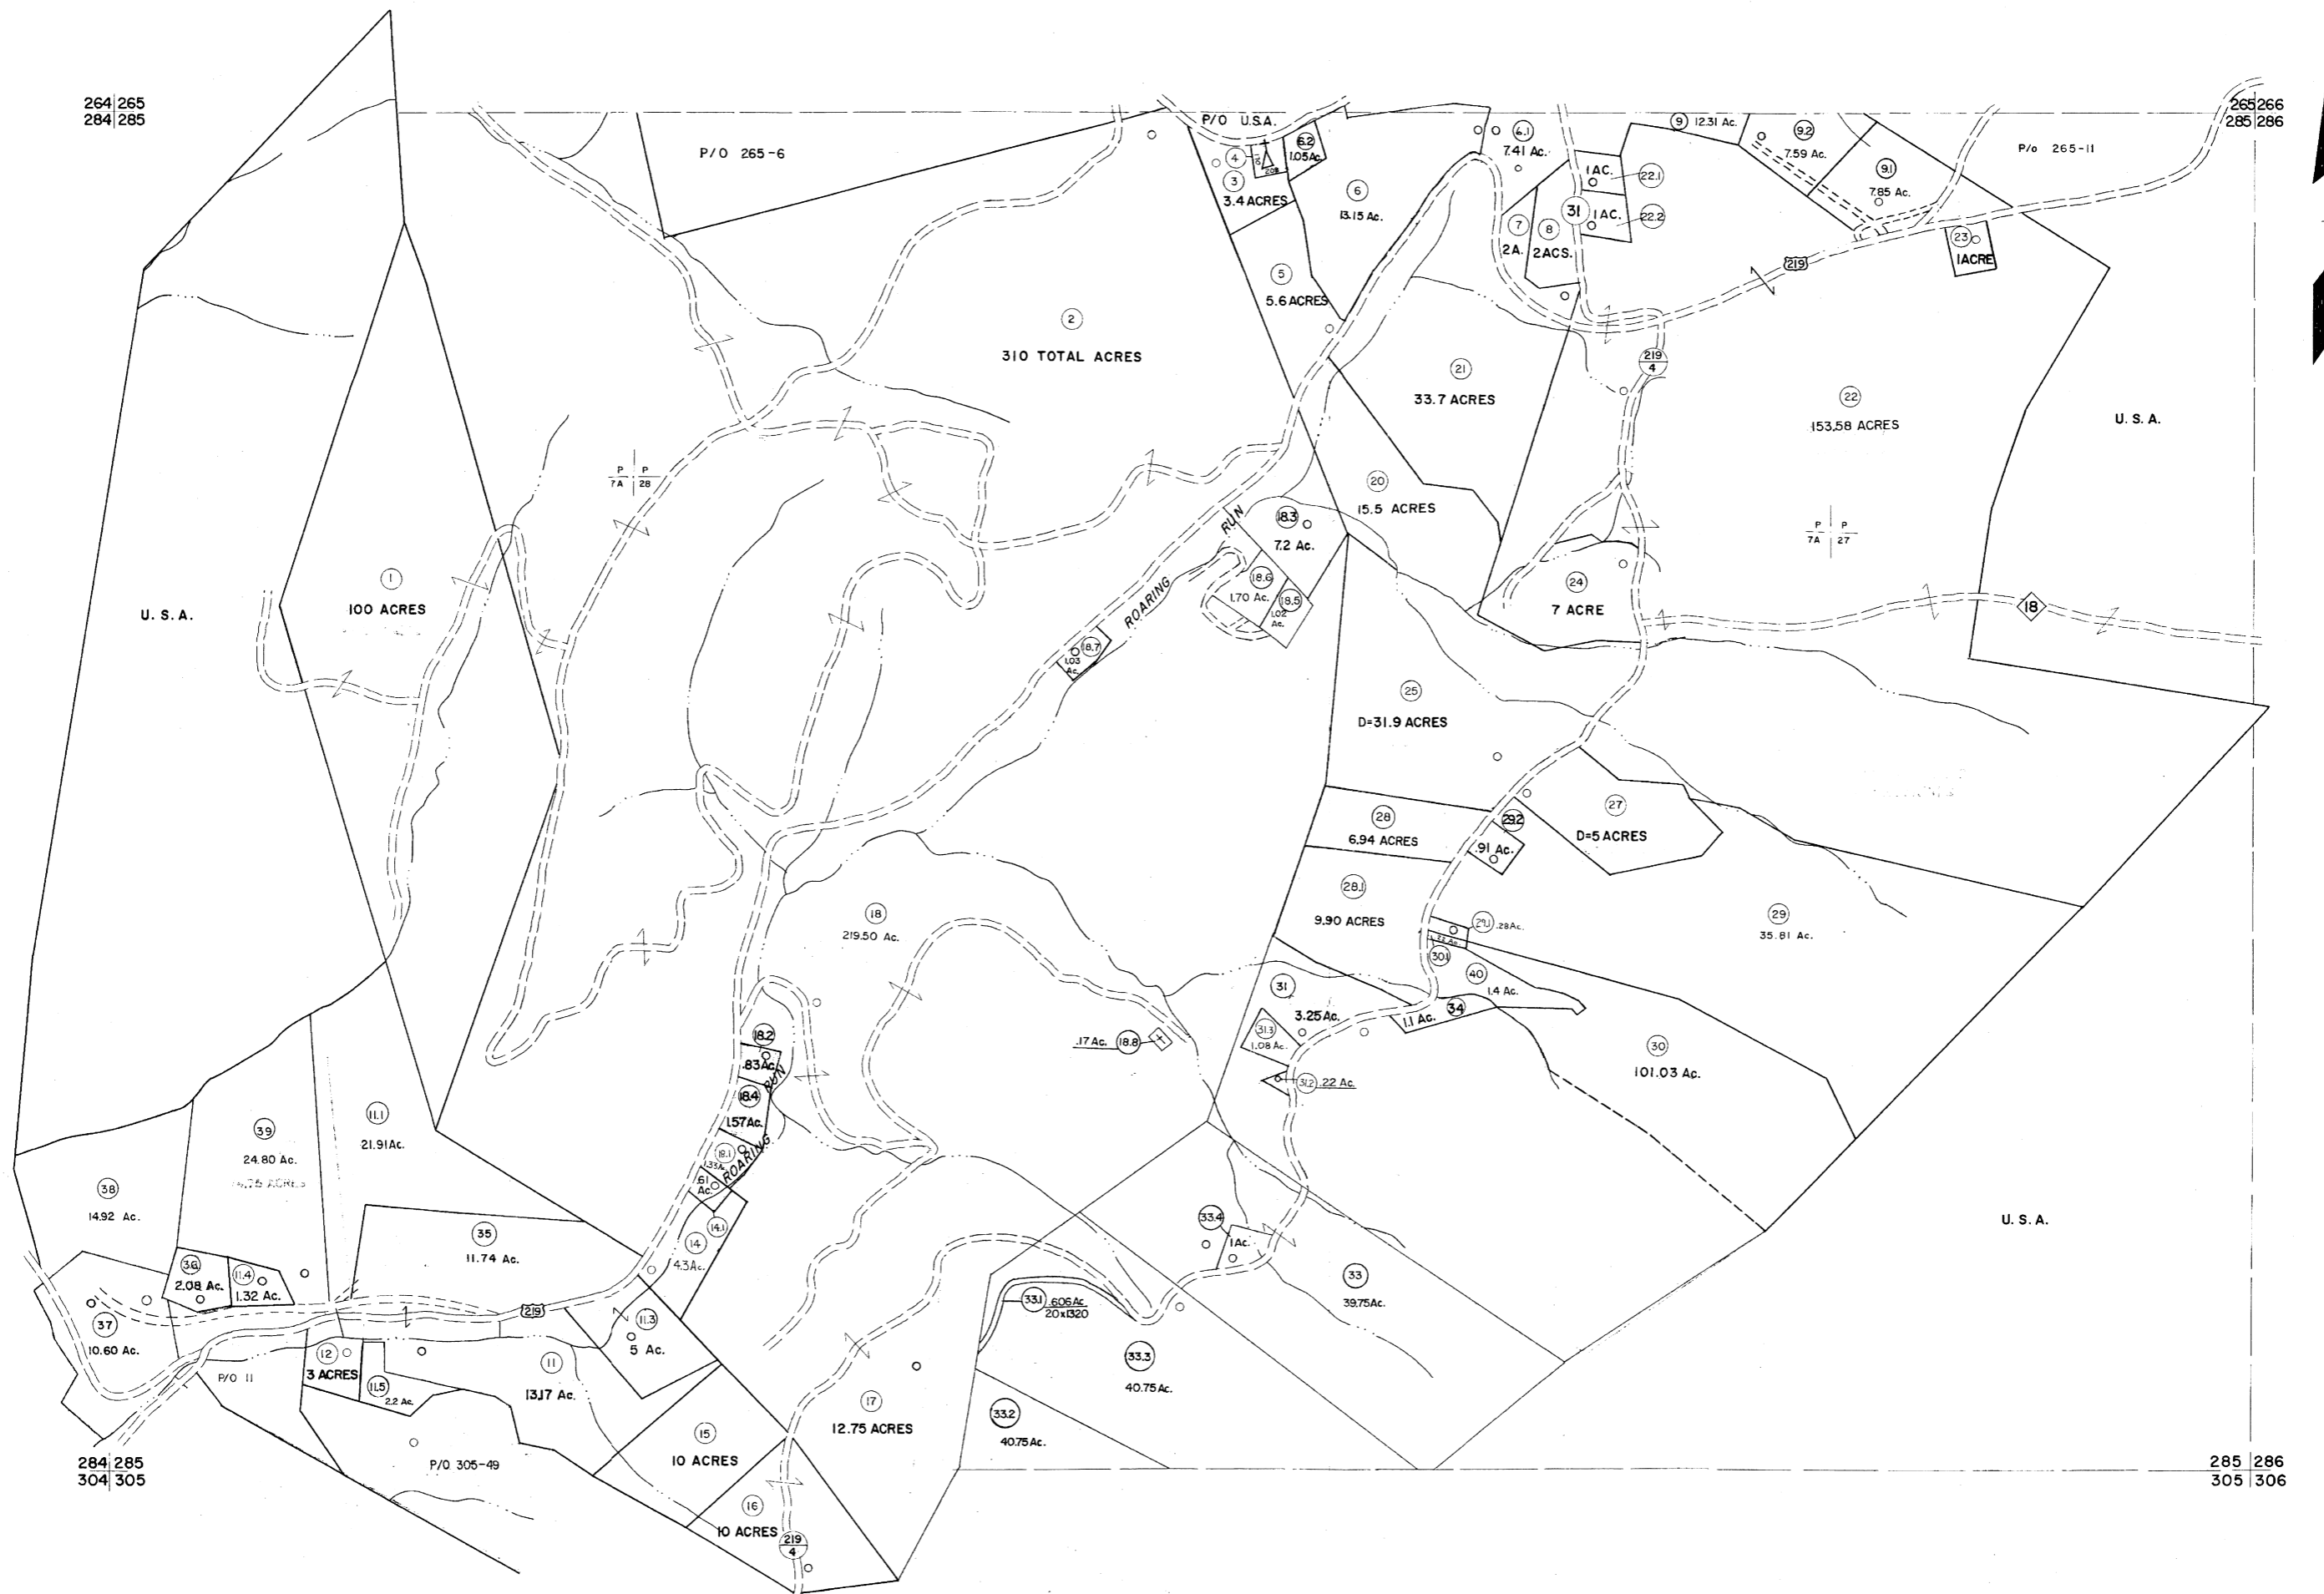 264 265
284 285
265 266
285 286
P/O 265-6
P/O U.S.A.
4
3
3.4 ACRES
6.2
1.05 Ac.
6
13.15 Ac.
6.1
7.41 Ac.
9 12.31 Ac.
9.2
7.59 Ac.
9.1
7.85 Ac.
P/o 265-11
1 AC.
22.1
31
1 AC.
22.2
7
2A.
8
2 ACS.
23
1 ACRE
219
5
5.6 ACRES
2
310 TOTAL ACRES
21
33.7 ACRES
219
4
22
153.58 ACRES
U.S.A.
P P
7A 28
20
15.5 ACRES
P P
7A 27
18.3
7.2 Ac.
RUN
18.6
1.70 Ac.
18.5
1.02
Ac.
ROARING
24
7 ACRE
18
1
100 ACRES
U.S.A.
18.7
1.03
Ac.
25
D=31.9 ACRES
27
D=5 ACRES
28
6.94 ACRES
29.2
.91 Ac.
28.1
9.90 ACRES
18
219.50 Ac.
29
35.81 Ac.
29.1 .28 Ac.
30.1
40
1.4 Ac.
31
3.25 Ac.
34
1.1 Ac.
31.3
1.08 Ac.
.17 Ac. 18.8
31.2 .22 Ac.
30
101.03 Ac.
18.2
.83 Ac.
RUN
18.4
1.57 Ac.
18.1
1.33 A.
ROARING
.61
Ac.
14.1
14
4.3 Ac.
11.1
21.91 Ac.
39
24.80 Ac.
38
14.92 Ac.
35
11.74 Ac.
36
2.08 Ac.
11.4
1.32 Ac.
33.4
1 Ac.
U.S.A.
33
39.75 Ac.
33.1 .606 Ac.
20x1320
219
37
10.60 Ac.
11.3
5 Ac.
12
3 ACRES
P/O 11
11.5
2.2 Ac.
11
13.17 Ac.
33.3
40.75 Ac.
17
12.75 ACRES
33.2
40.75 Ac.
15
10 ACRES
P/O 305-49
16
10 ACRES
219
4
284 285
304 305
285 286
305 306